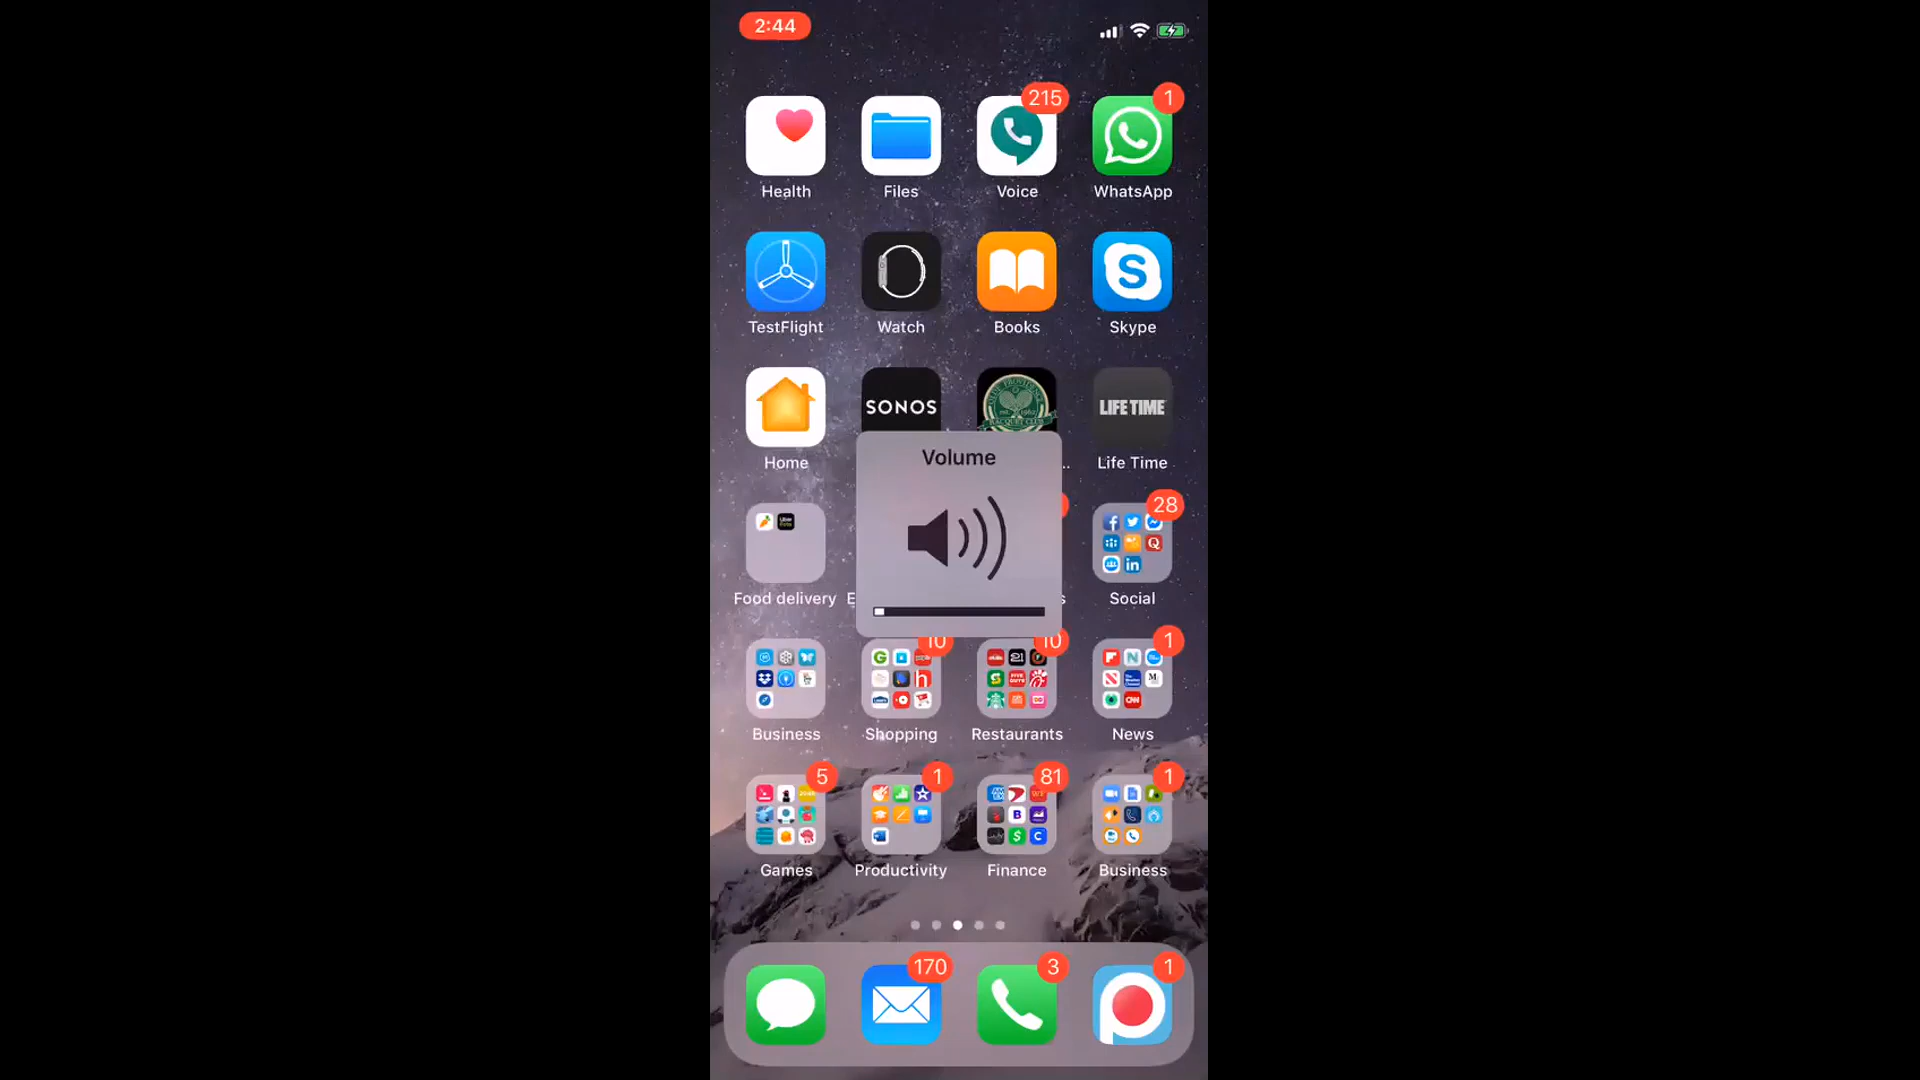 2:44
215
1
Health
Files
Voice
WhatsApp
TestFlight
Watch
Books
Skype
SONOS
RACQUET CLUB
LIFE TIME
Home
..
Life Time
Volume
28
Food delivery
E
s
Social
10
10
1
Business
Shopping
Restaurants
News
5
1
81
1
Games
Productivity
Finance
Business
170
3
1